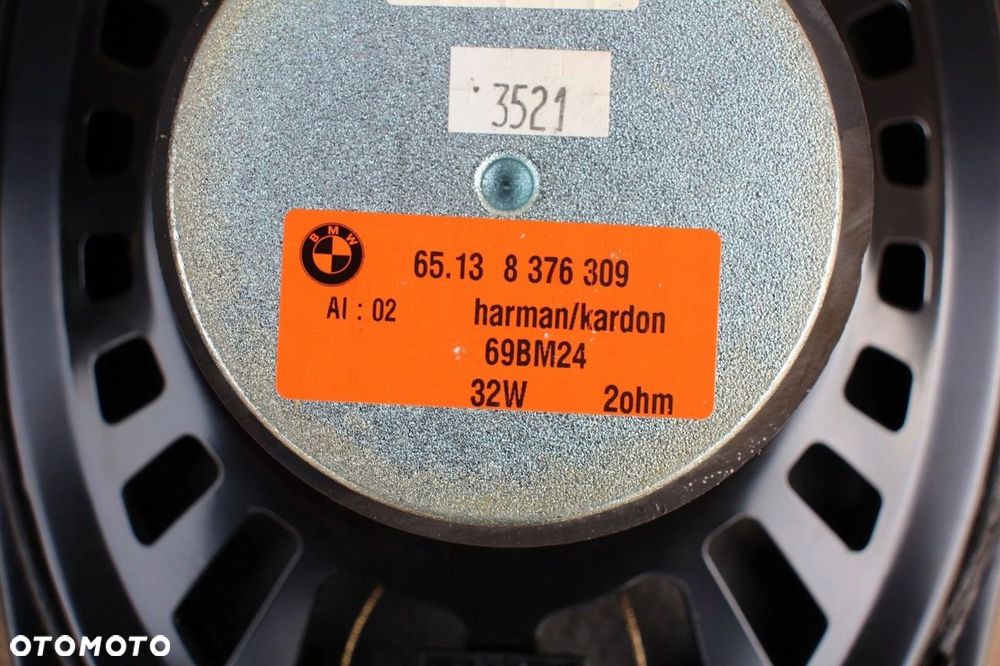 3521
BMW
65.13 8 376 309
AI : 02 harman/kardon
69BM24
32W 2ohm
OTOMOTO